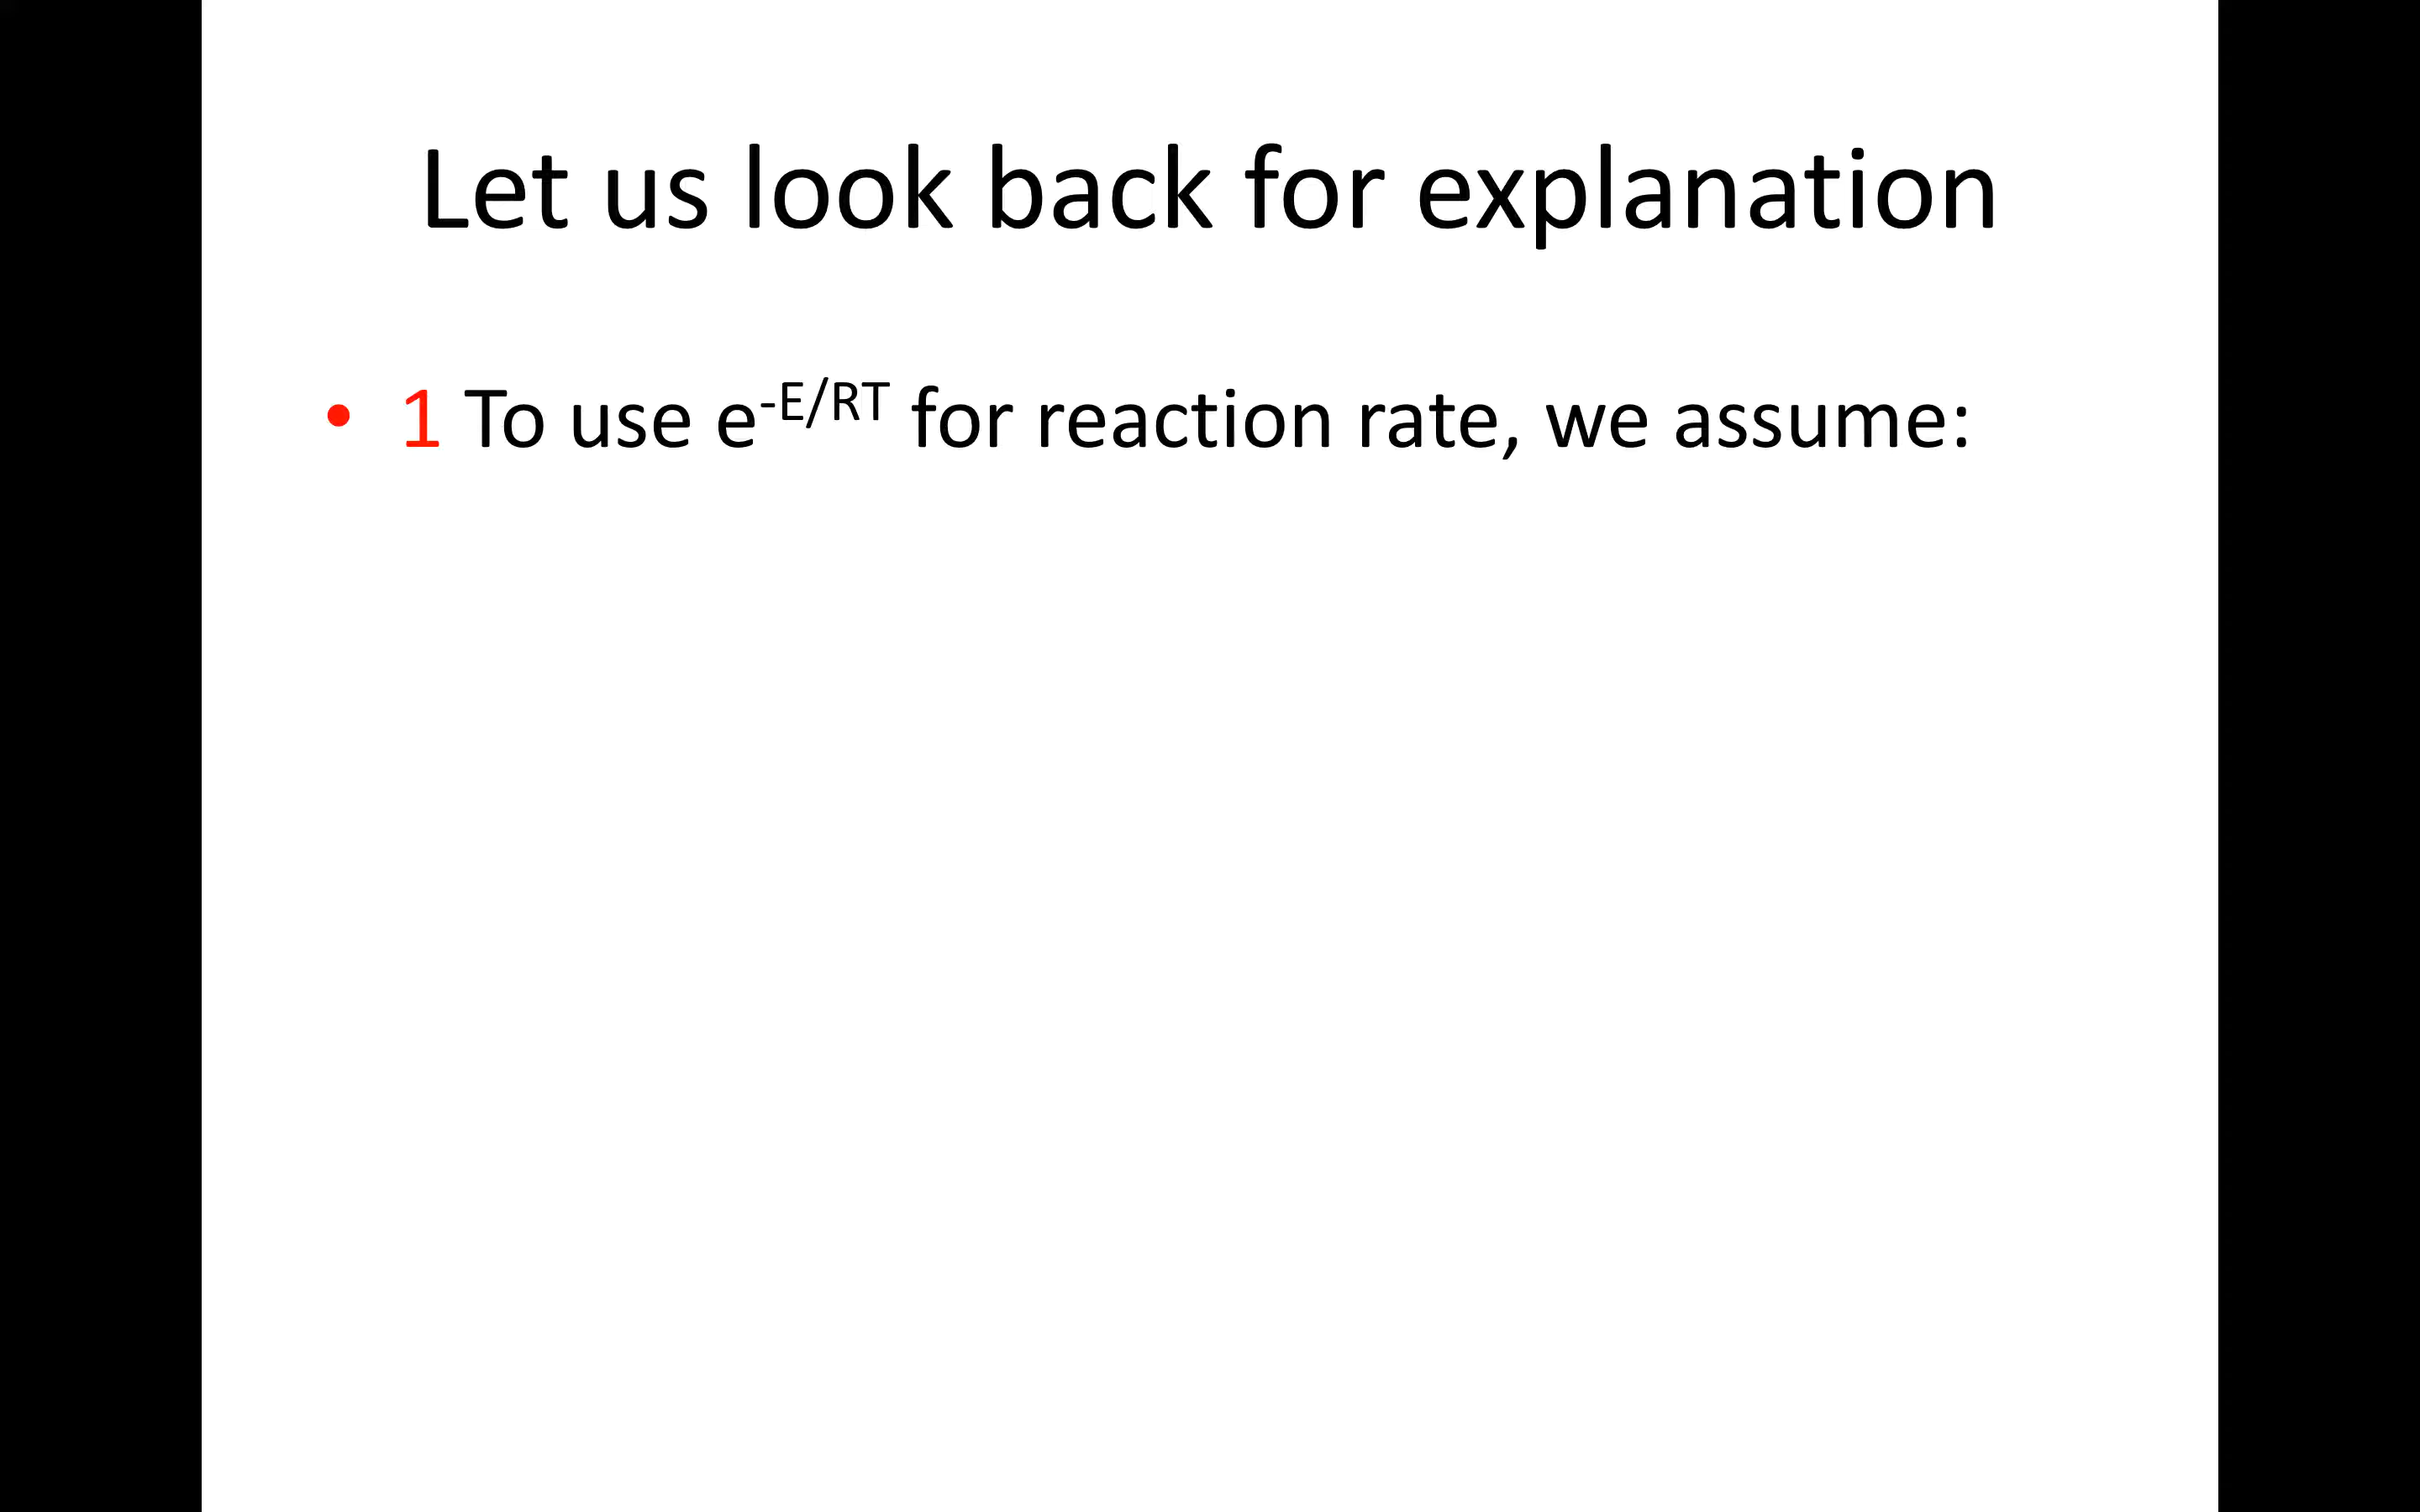 Let us look back for explanation
• 1 To use e⁻ᴱ/ᴿᵀ for reaction rate, we assume: